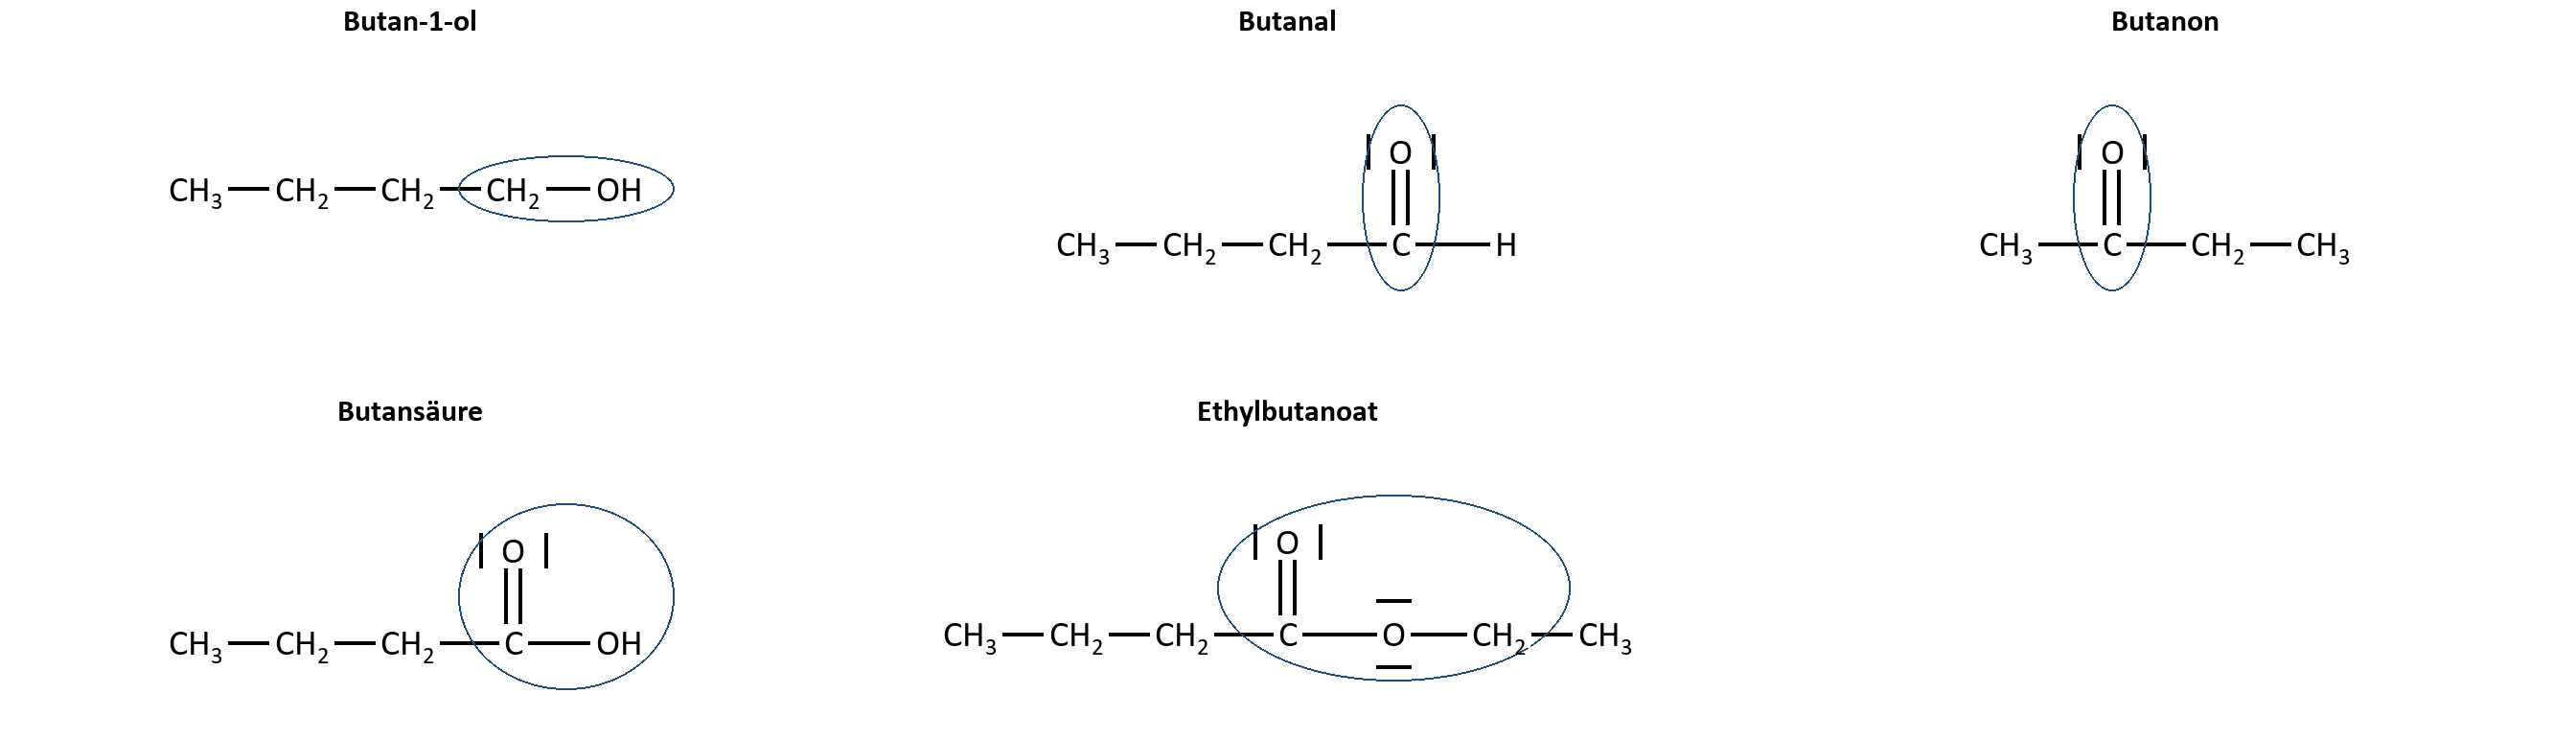 Butan-1-ol
Butanal
Butanon
O
O
CH₃ CH₂ CH₂ CH₂ OH
CH₃ CH₂ CH₂ C H
CH₃ C CH₂ CH₃
Butansäure
Ethylbutanoat
O
O
CH₃ CH₂ CH₂ C OH
CH₃ CH₂ CH₂ C O CH₂ CH₃